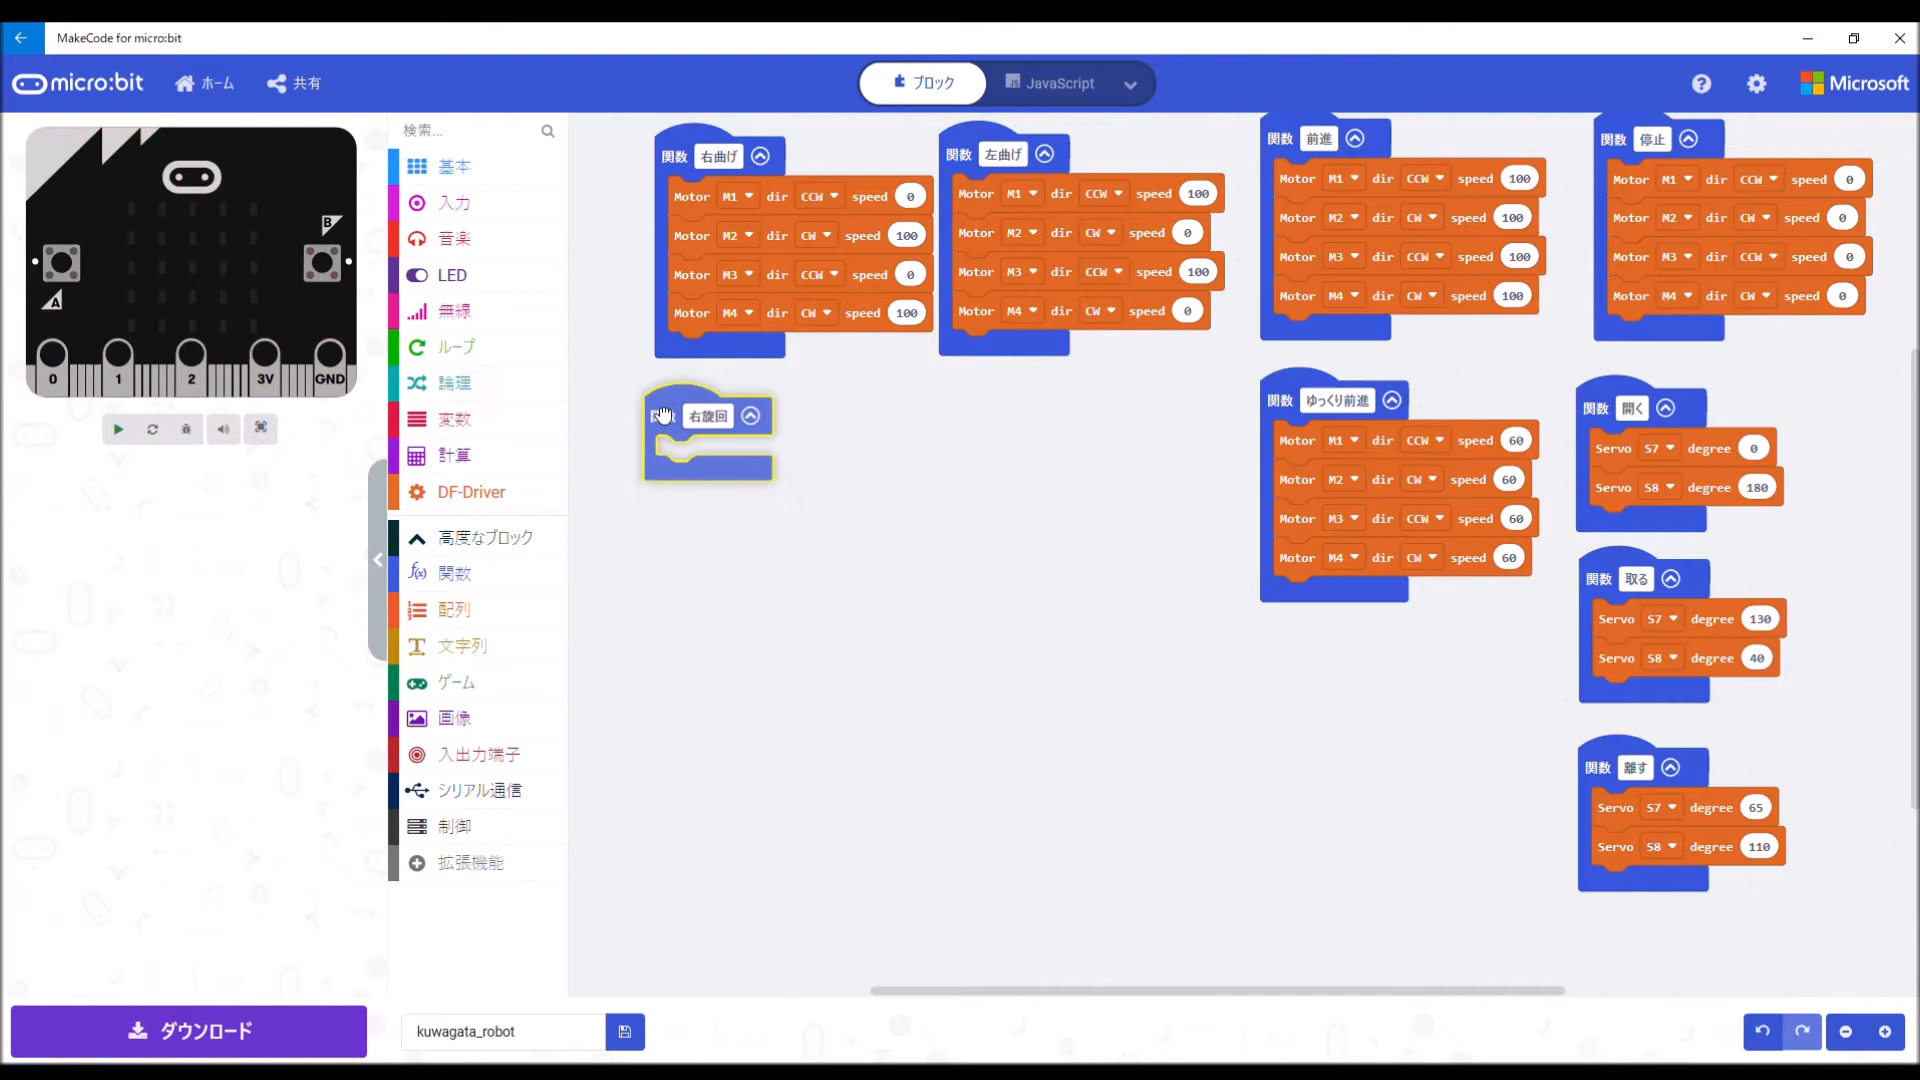 MakeCode for micro:bit
micro:bit ホーム 共有 ブロック JavaScript Microsoft
B
A
0 1 2 3V GND
検索...
基本
入力
音楽
LED
無線
ループ
論理
変数
計算
DF-Driver
高度なブロック
関数
配列
文字列
ゲーム
画像
入出力端子
シリアル通信
制御
拡張機能
関数 右曲げ
Motor M1 dir CCW speed 0
Motor M2 dir CW speed 100
Motor M3 dir CCW speed 0
Motor M4 dir CW speed 100
関数 左曲げ
Motor M1 dir CCW speed 100
Motor M2 dir CW speed 0
Motor M3 dir CCW speed 100
Motor M4 dir CW speed 0
関数 前進
Motor M1 dir CCW speed 100
Motor M2 dir CW speed 100
Motor M3 dir CCW speed 100
Motor M4 dir CW speed 100
関数 停止
Motor M1 dir CCW speed 0
Motor M2 dir CW speed 0
Motor M3 dir CCW speed 0
Motor M4 dir CW speed 0
右旋回
関数 ゆっくり前進
Motor M1 dir CCW speed 60
Motor M2 dir CW speed 60
Motor M3 dir CCW speed 60
Motor M4 dir CW speed 60
関数 開く
Servo S7 degree 0
Servo S8 degree 180
関数 取る
Servo S7 degree 130
Servo S8 degree 40
関数 離す
Servo S7 degree 65
Servo S8 degree 110
ダウンロード
kuwagata_robot